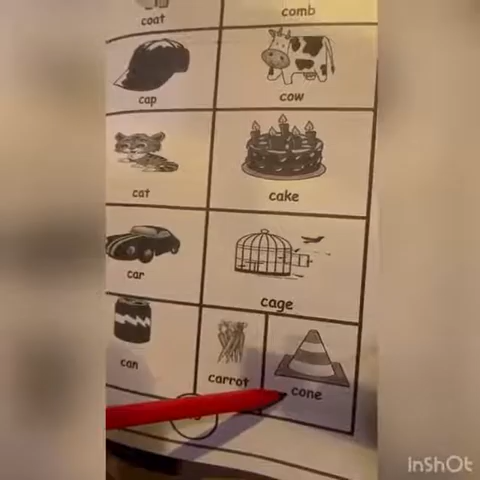 coat comb
cap cow
cat cake
car cage
can carrot cone
InShOt